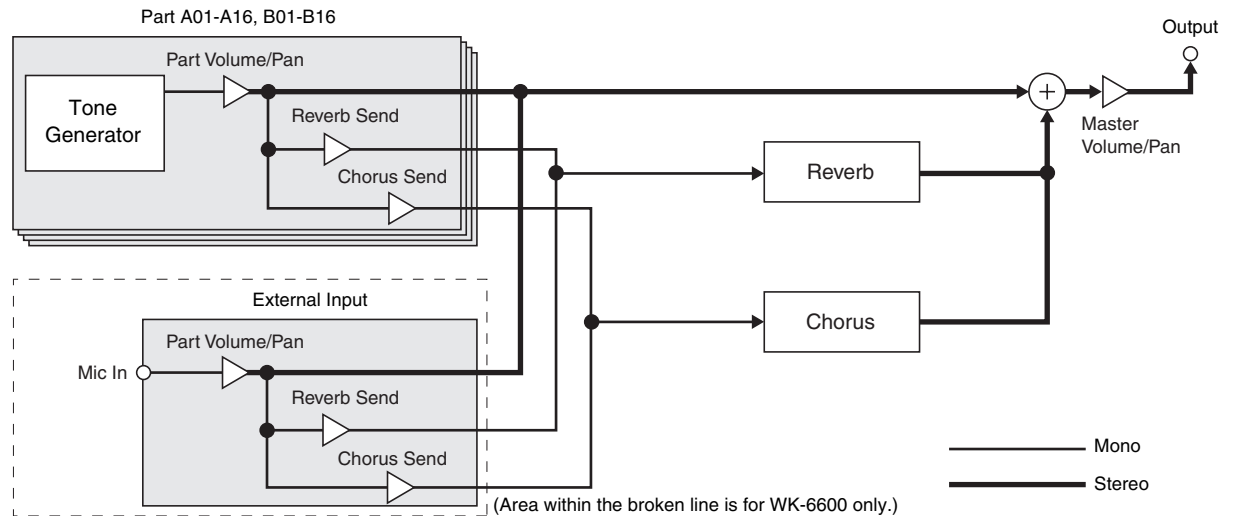 Part A01-A16, B01-B16
Output
Part Volume/Pan
Tone
Generator
Reverb Send
Chorus Send
+
Master
Volume/Pan
Reverb
External Input
Chorus
Part Volume/Pan
Mic In
Reverb Send
Chorus Send
Mono
Stereo
(Area within the broken line is for WK-6600 only.)